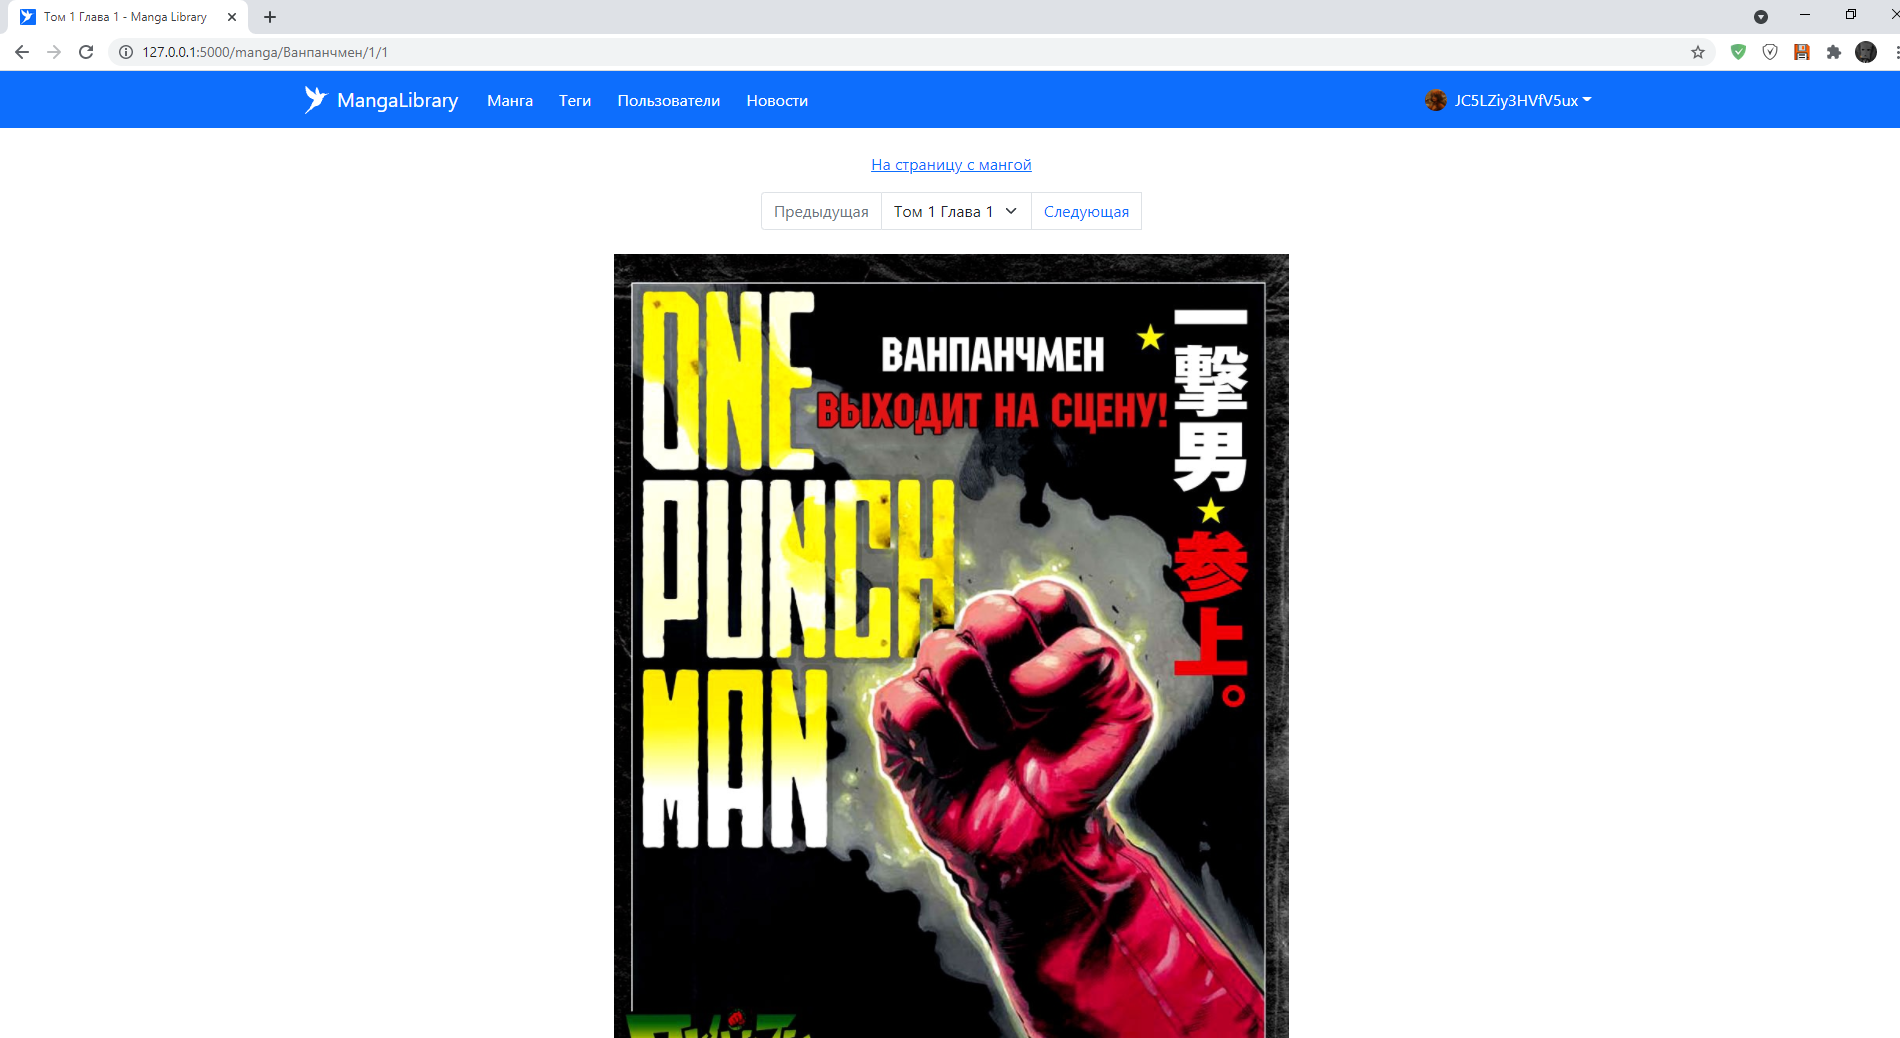 Том 1 Глава 1 - Manga Library
127.0.0.1:5000/manga/Ванпанчмен/1/1
MangaLibrary
Манга
Теги
Пользователи
Новости
JC5LZiy3HVfV5ux
На страницу с мангой
Предыдущая
Том 1 Глава 1
Следующая
ONE
PUNCH
MAN
ВАНПАНЧМЕН
ВЫХОДИТ НА СЦЕНУ!
一撃男
参上。